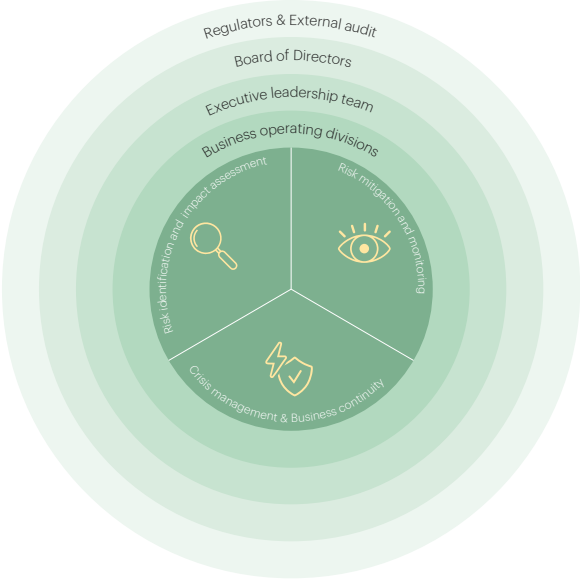 Regulators & External audit
Board of Directors
Executive leadership team
Business operating divisions
Risk identification and impact assessment
Risk mitigation and monitoring
Crisis management & Business continuity